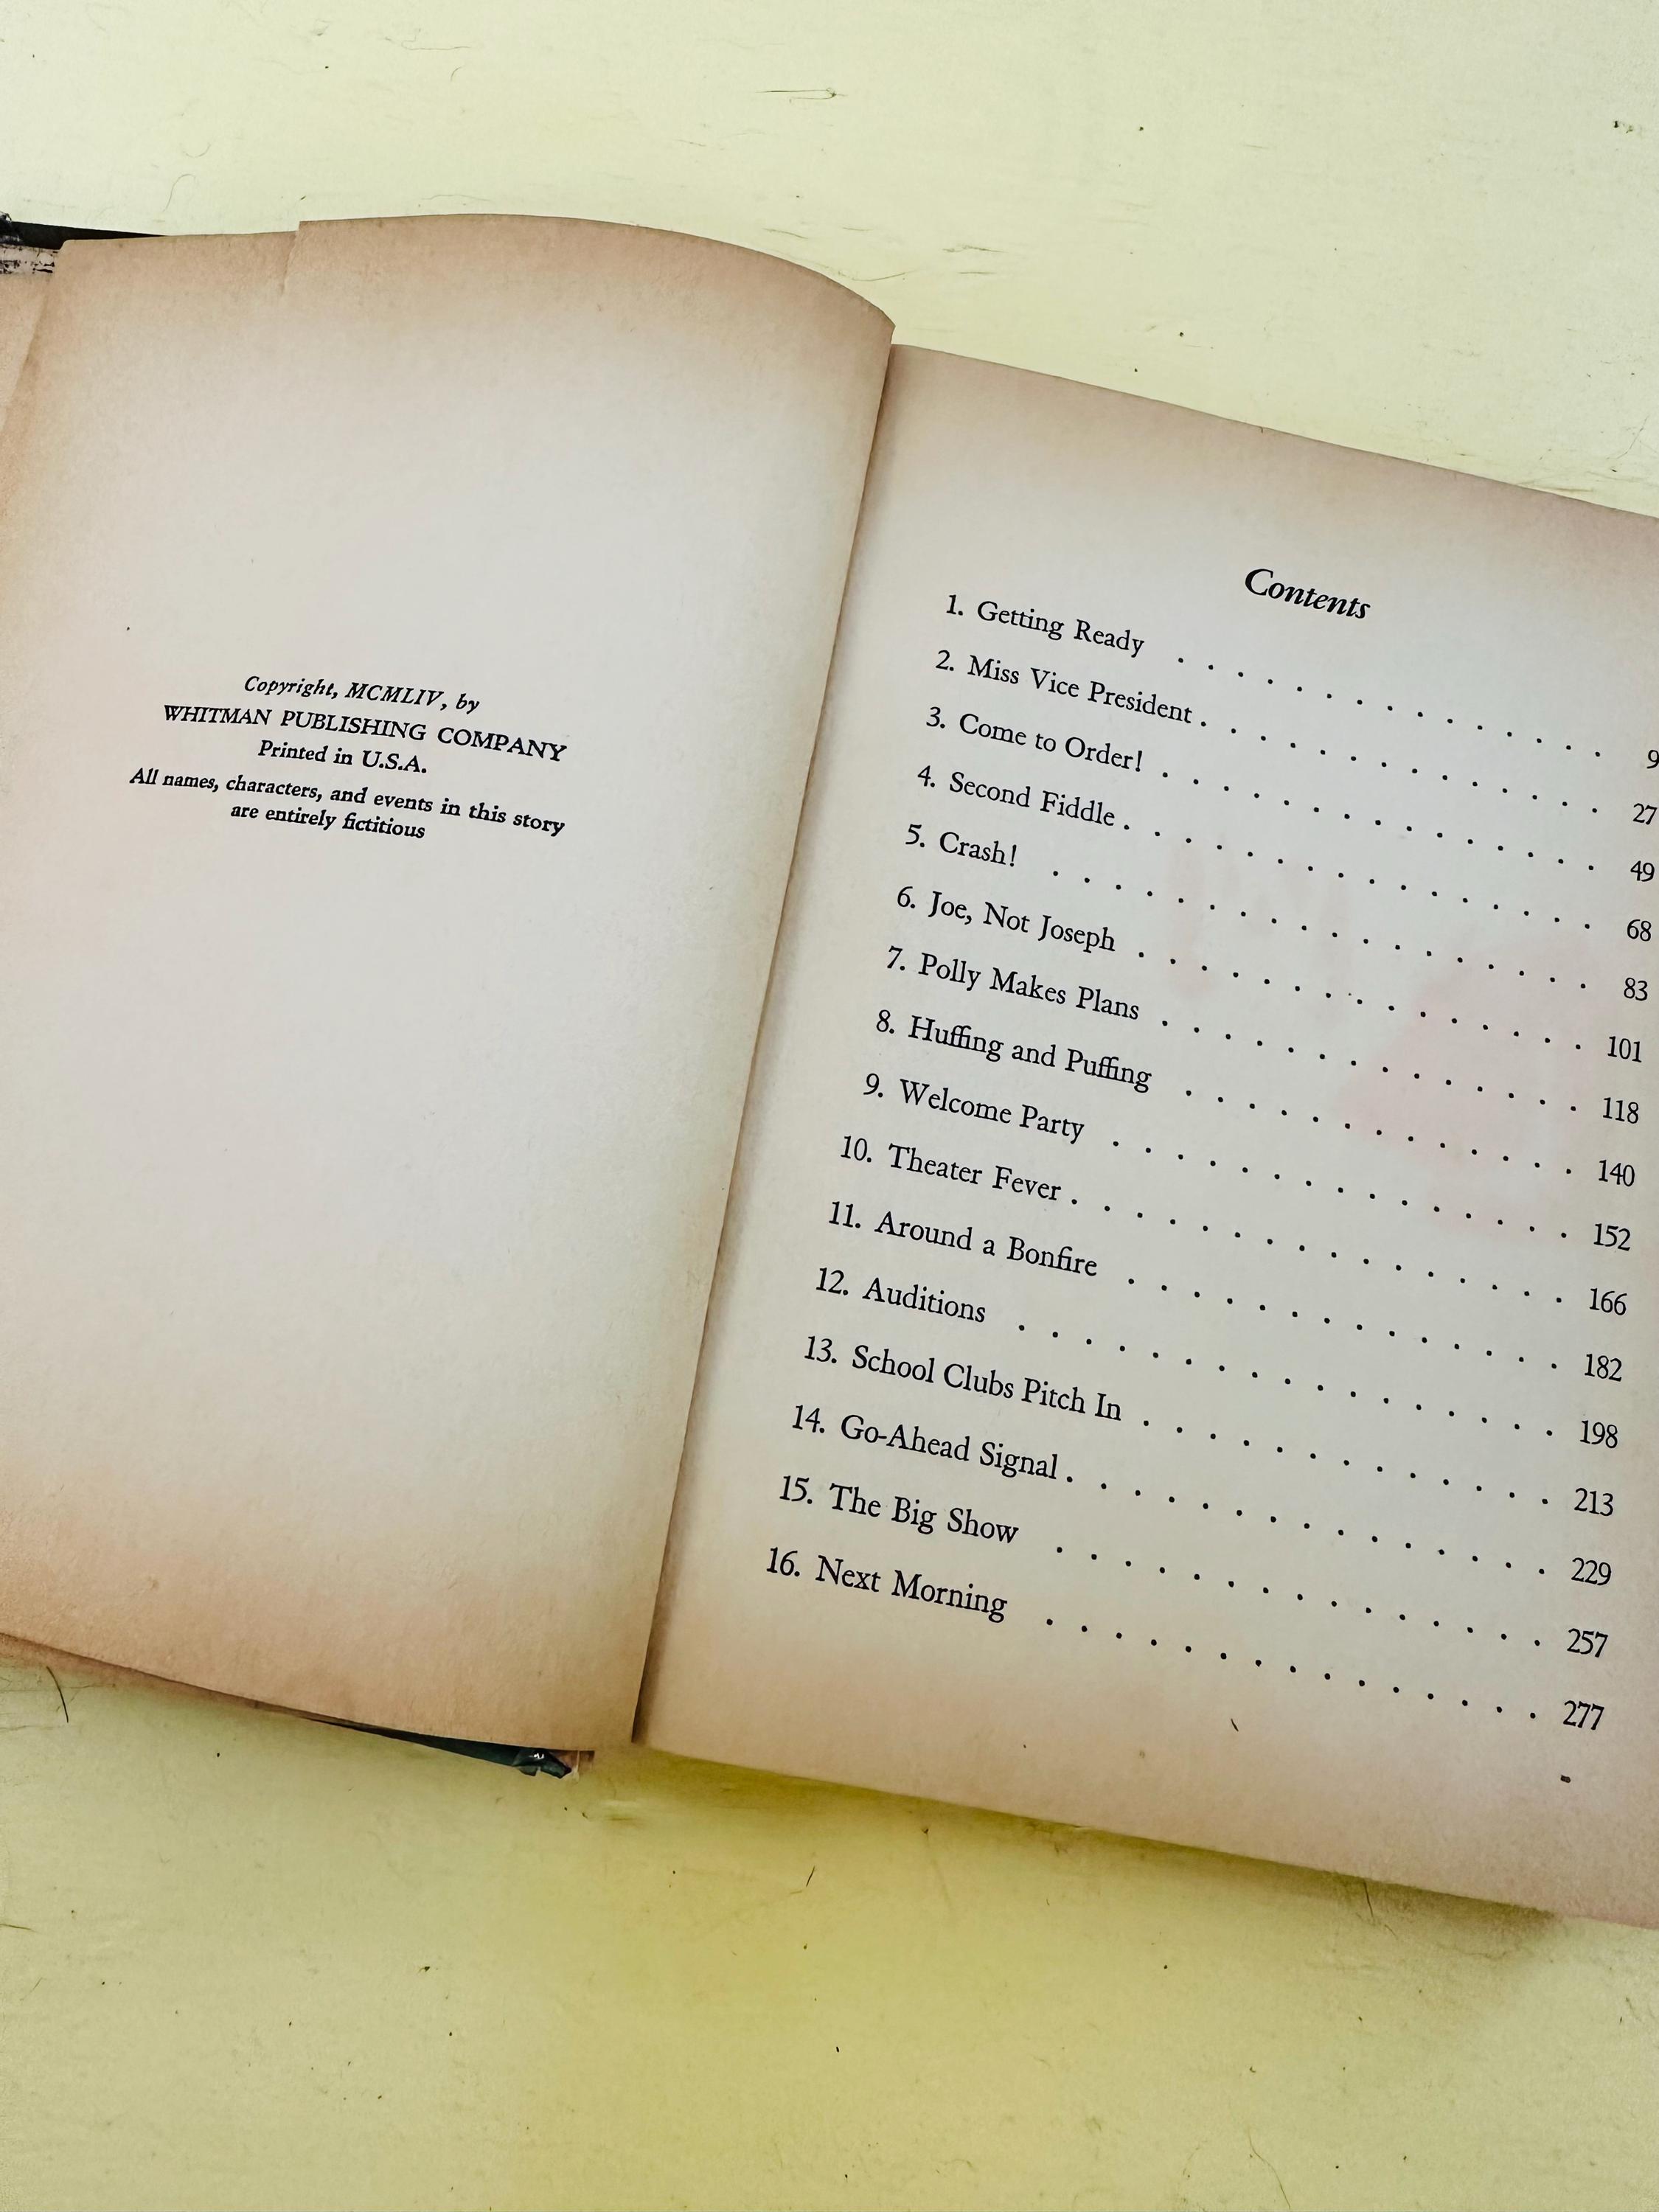 Copyright, MCMLIV, by
WHITMAN PUBLISHING COMPANY
Printed in U.S.A.
All names, characters, and events in this story
are entirely fictitious
Contents
1. Getting Ready . . . . . . . . . . . . . . . 9
2. Miss Vice President . . . . . . . . . . . . . . 27
3. Come to Order! . . . . . . . . . . . . . . . 49
4. Second Fiddle . . . . . . . . . . . . . . . . 68
5. Crash! . . . . . . . . . . . . . . . . . . 83
6. Joe, Not Joseph . . . . . . . . . . . . . . . 101
7. Polly Makes Plans . . . . . . . . . . . . . . 118
8. Huffing and Puffing . . . . . . . . . . . . . 140
9. Welcome Party . . . . . . . . . . . . . . . 152
10. Theater Fever . . . . . . . . . . . . . . . . 166
11. Around a Bonfire . . . . . . . . . . . . . . 182
12. Auditions . . . . . . . . . . . . . . . . . 198
13. School Clubs Pitch In . . . . . . . . . . . . . 213
14. Go-Ahead Signal . . . . . . . . . . . . . . . 229
15. The Big Show . . . . . . . . . . . . . . . 257
16. Next Morning . . . . . . . . . . . . . . . 277